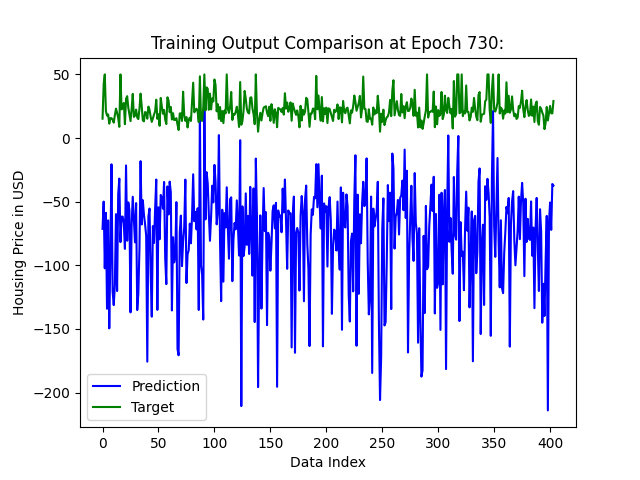 Training Output Comparison at Epoch 730:
Housing Price in USD
50
0
−50
−100
−150
−200
Prediction
Target
0 50 100 150 200 250 300 350 400
Data Index